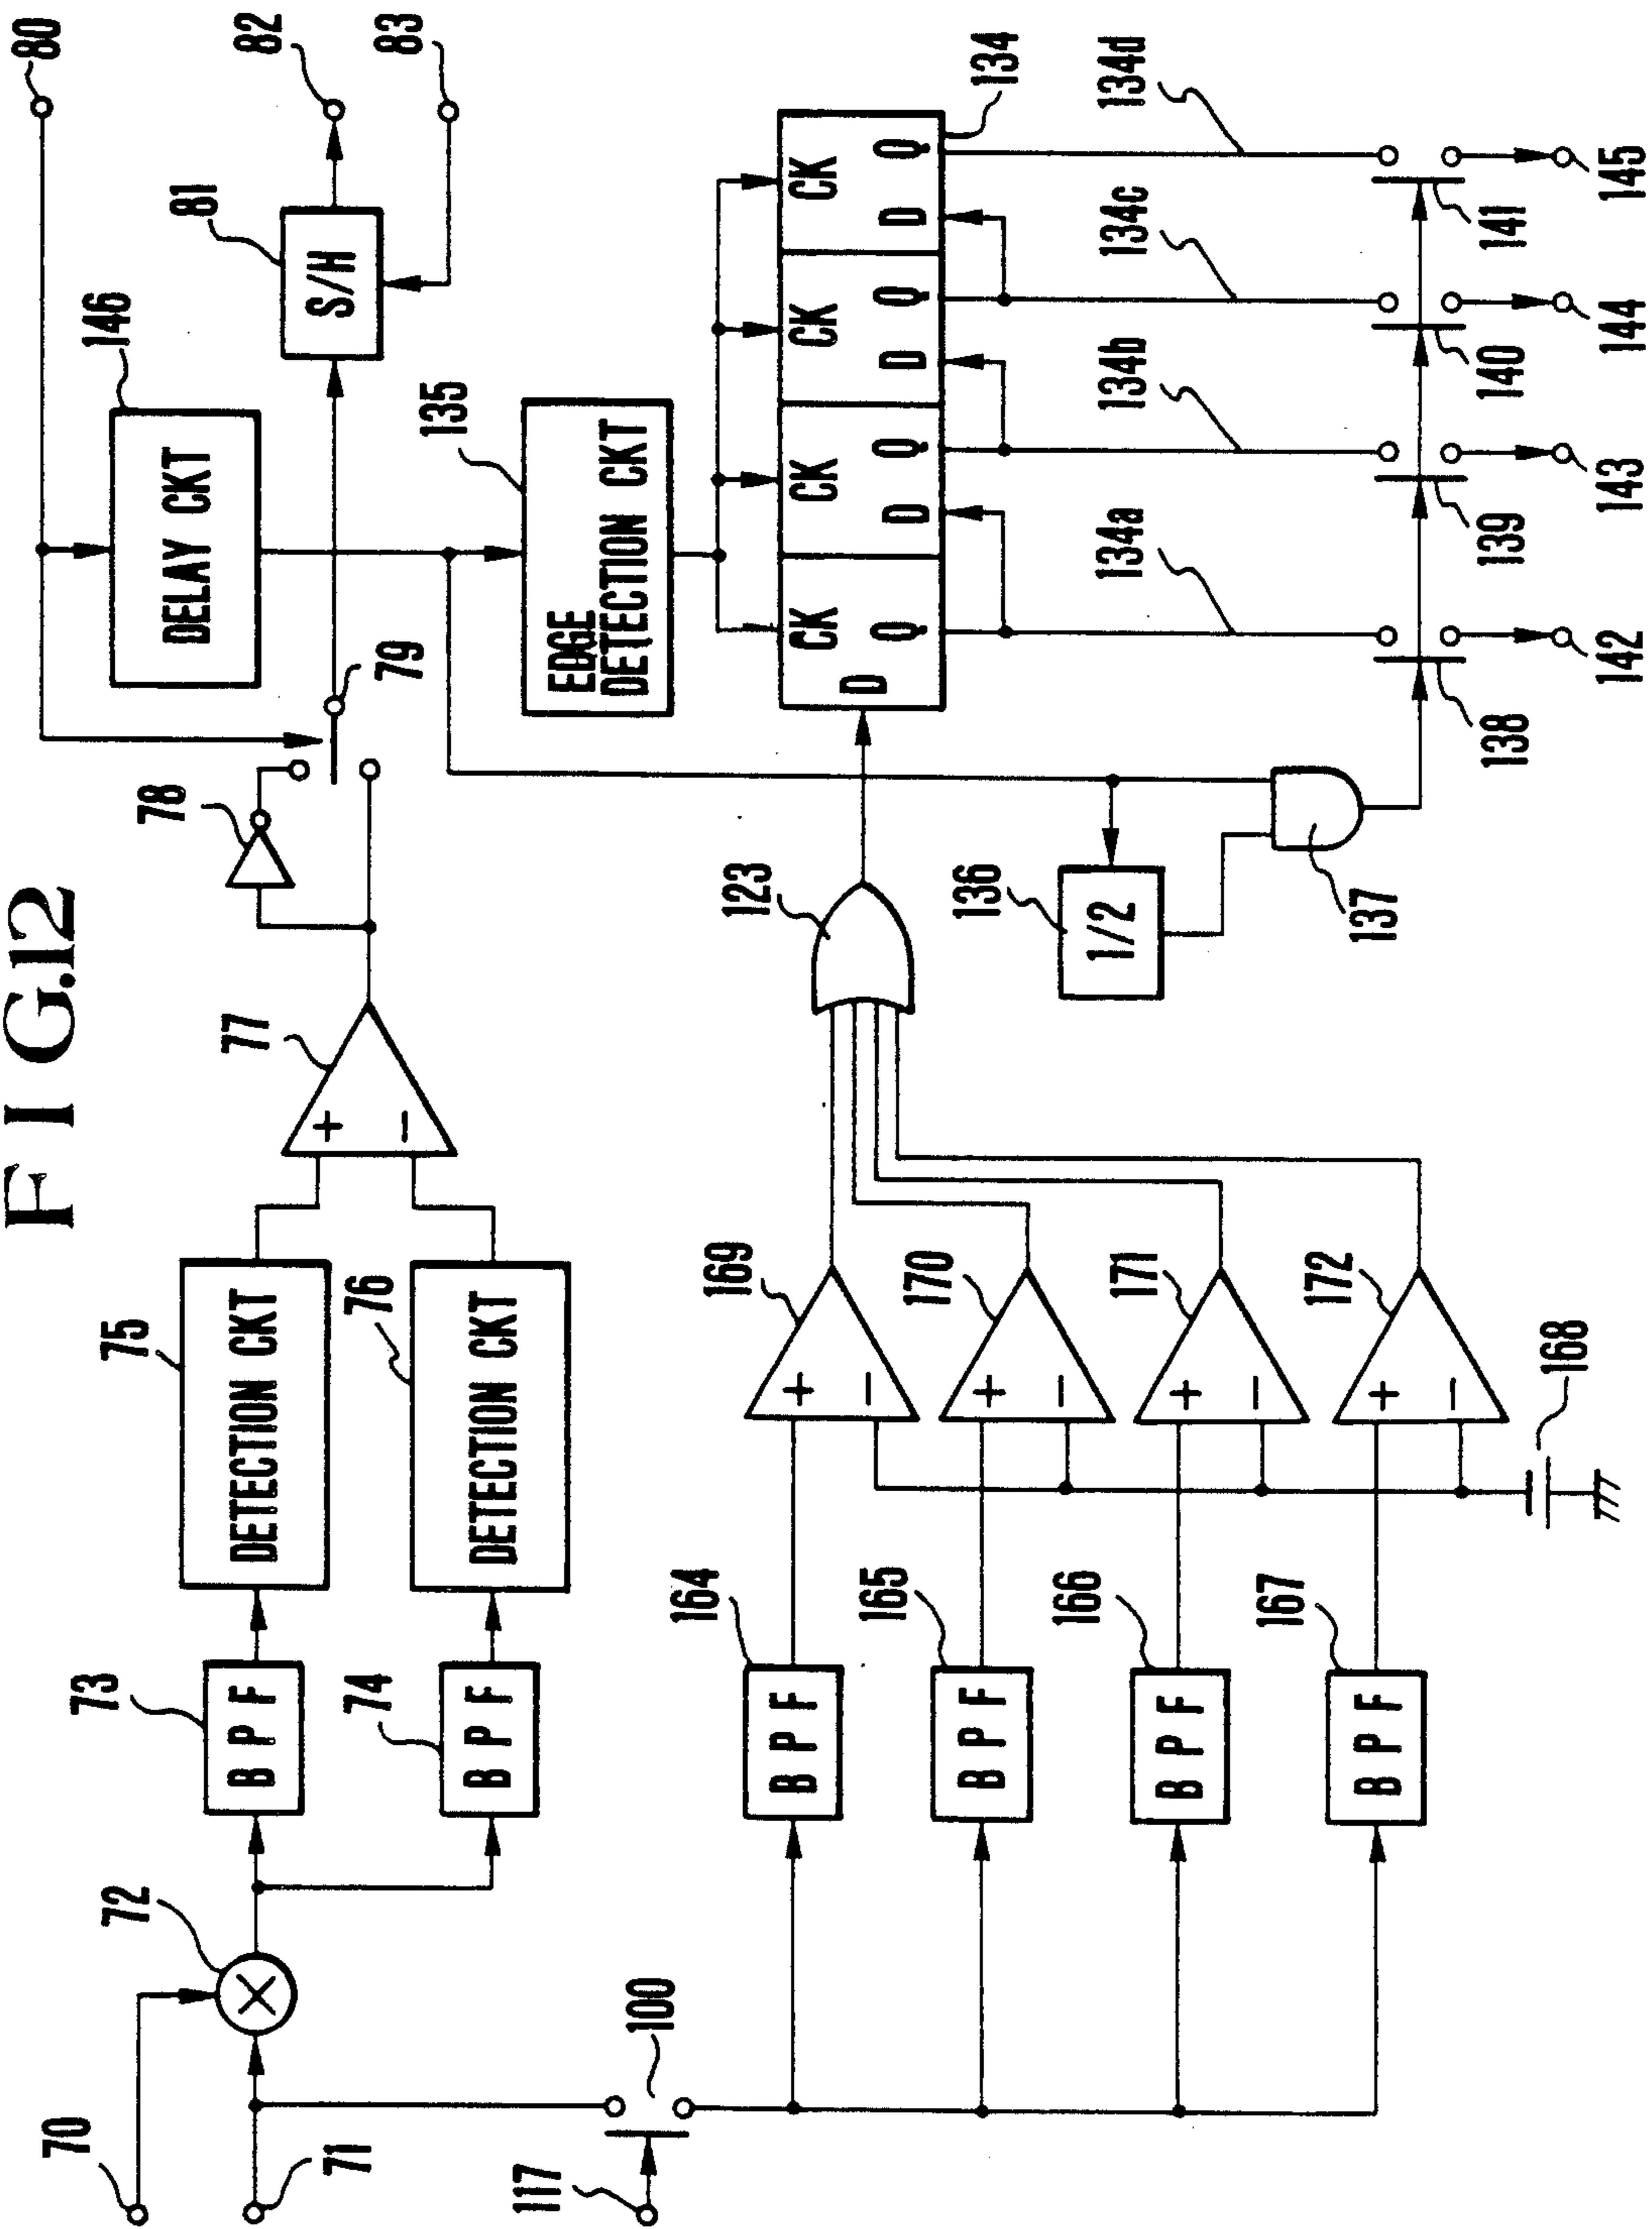 FIG.12
70
71
72
73
BPF
74
BPF
75
DETECTION CKT
76
DETECTION CKT
77
+
−
78
79
80
146
DELAY CKT
81
S/H
82
83
135
EDGE
DETECTION CKT
117
100
164
BPF
165
BPF
166
BPF
167
BPF
169
+
−
170
+
−
171
+
−
172
+
−
168
123
136
1/2
137
134
D
CK
Q
D
CK
Q
D
CK
Q
D
CK
Q
134a
134b
134c
134d
138
139
140
141
142
143
144
145